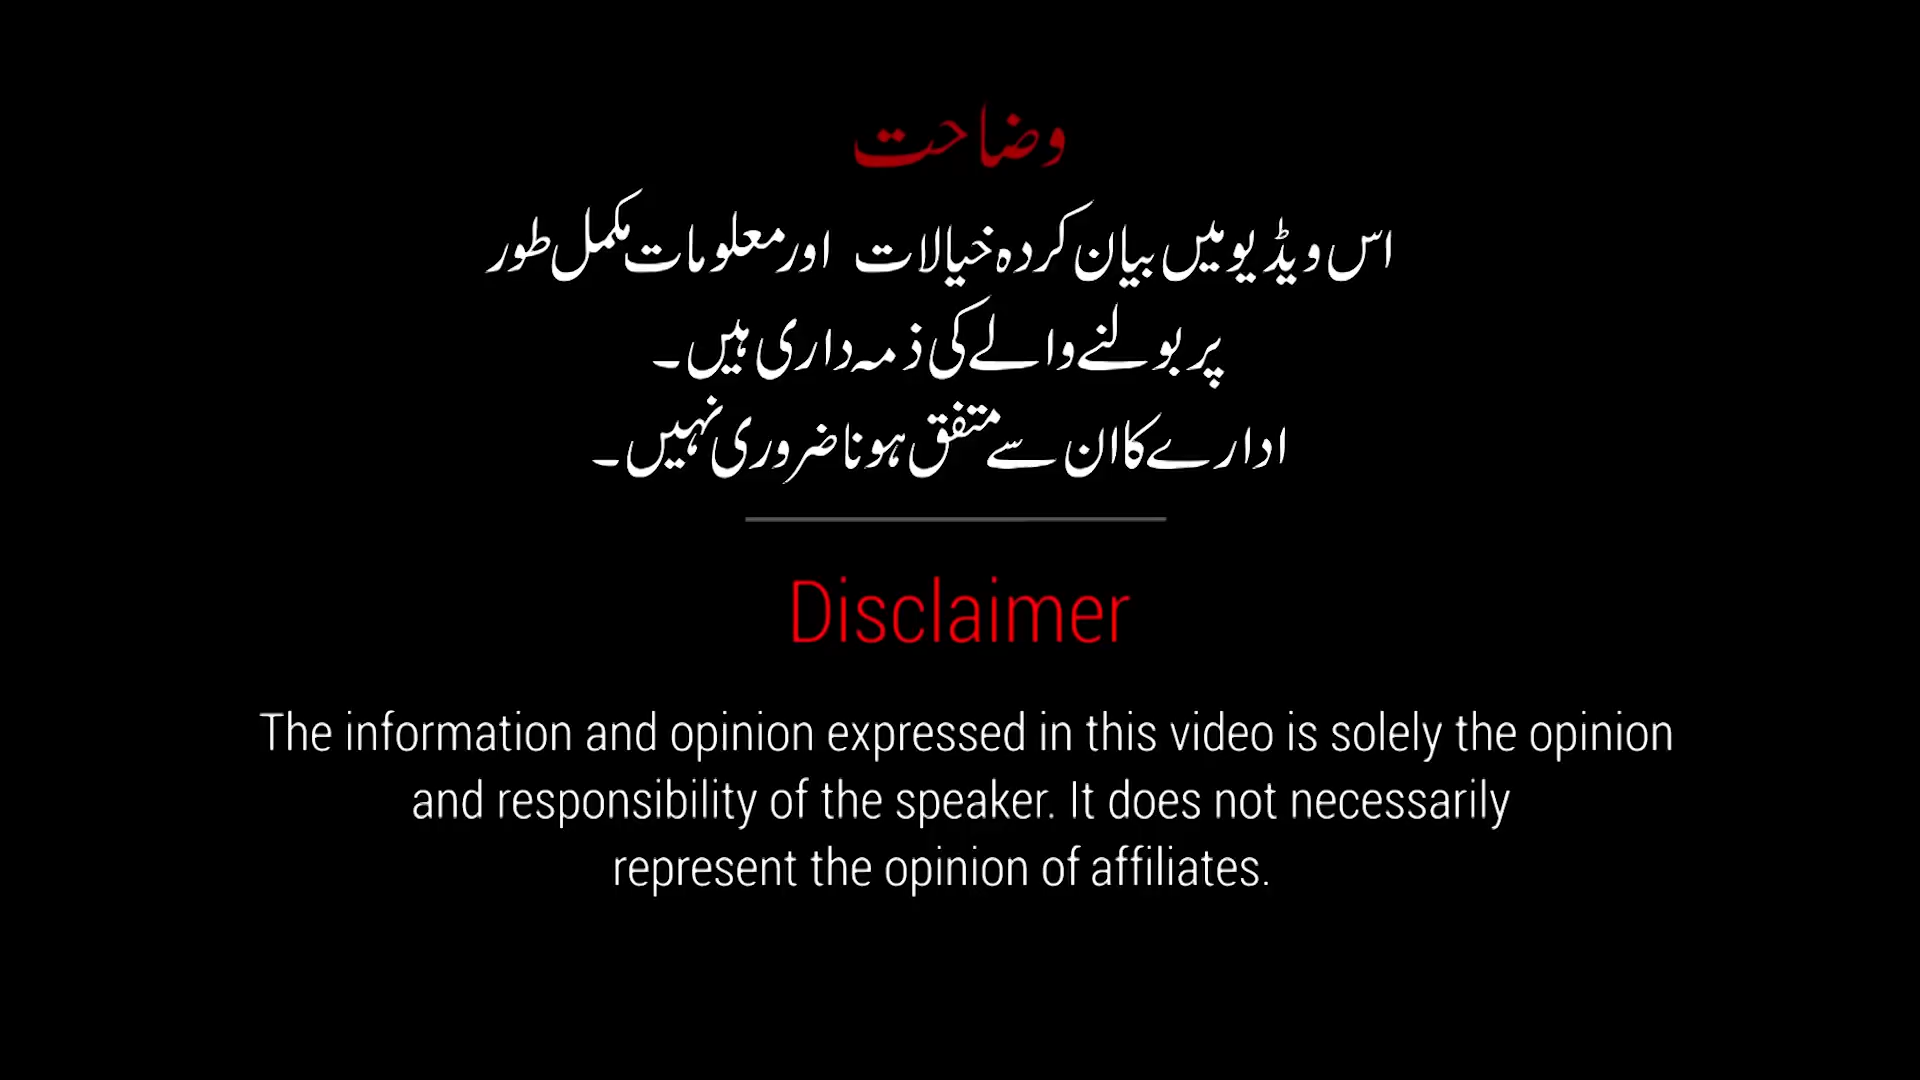 وضاحت
اس ویڈیو میں بیان کردہ خیالات اور معلومات مکمل طور
پر بولنے والے کی ذمہ داری ہیں۔
ادارے کا ان سے متفق ہونا ضروری نہیں۔
Disclaimer
The information and opinion expressed in this video is solely the opinion
and responsibility of the speaker. It does not necessarily
represent the opinion of affiliates.